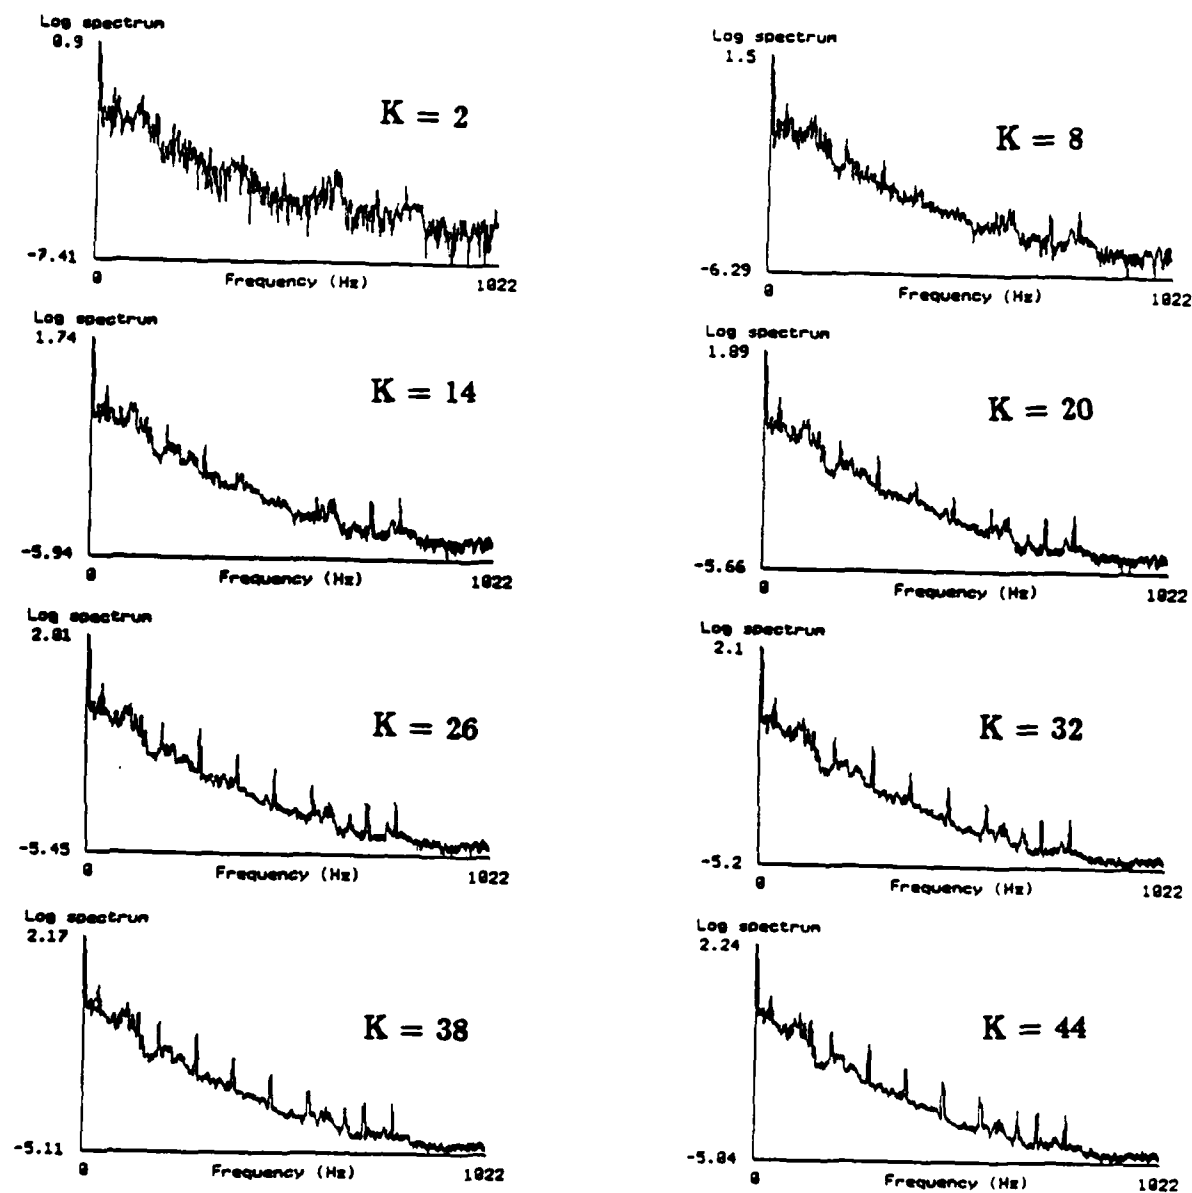 Log spectrum
0.9
K = 2
-7.41
0
Frequency (Hz)
1022
Log spectrum
1.5
K = 8
-6.29
0
Frequency (Hz)
1022
Log spectrum
1.74
K = 14
-5.94
0
Frequency (Hz)
1022
Log spectrum
1.89
K = 20
-5.66
0
Frequency (Hz)
1022
Log spectrum
2.01
K = 26
-5.45
0
Frequency (Hz)
1022
Log spectrum
2.1
K = 32
-5.2
0
Frequency (Hz)
1022
Log spectrum
2.17
K = 38
-5.11
0
Frequency (Hz)
1022
Log spectrum
2.24
K = 44
-5.04
0
Frequency (Hz)
1022